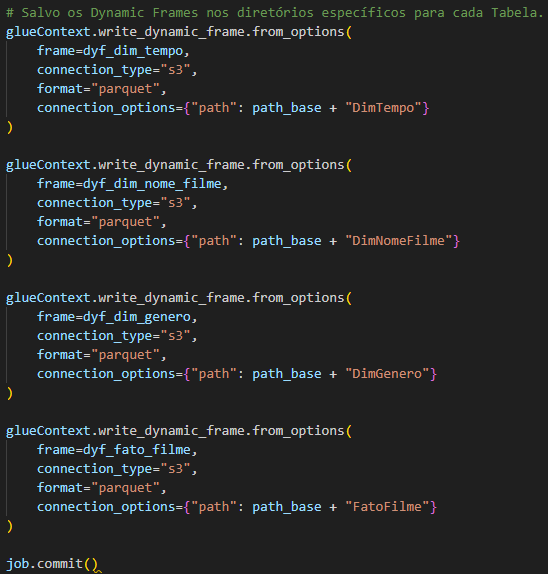 # Salvo os Dynamic Frames nos diretórios específicos para cada Tabela.
glueContext.write_dynamic_frame.from_options(
    frame=dyf_dim_tempo,
    connection_type="s3",
    format="parquet",
    connection_options={"path": path_base + "DimTempo"}
)

glueContext.write_dynamic_frame.from_options(
    frame=dyf_dim_nome_filme,
    connection_type="s3",
    format="parquet",
    connection_options={"path": path_base + "DimNomeFilme"}
)

glueContext.write_dynamic_frame.from_options(
    frame=dyf_dim_genero,
    connection_type="s3",
    format="parquet",
    connection_options={"path": path_base + "DimGenero"}
)

glueContext.write_dynamic_frame.from_options(
    frame=dyf_fato_filme,
    connection_type="s3",
    format="parquet",
    connection_options={"path": path_base + "FatoFilme"}
)

job.commit()